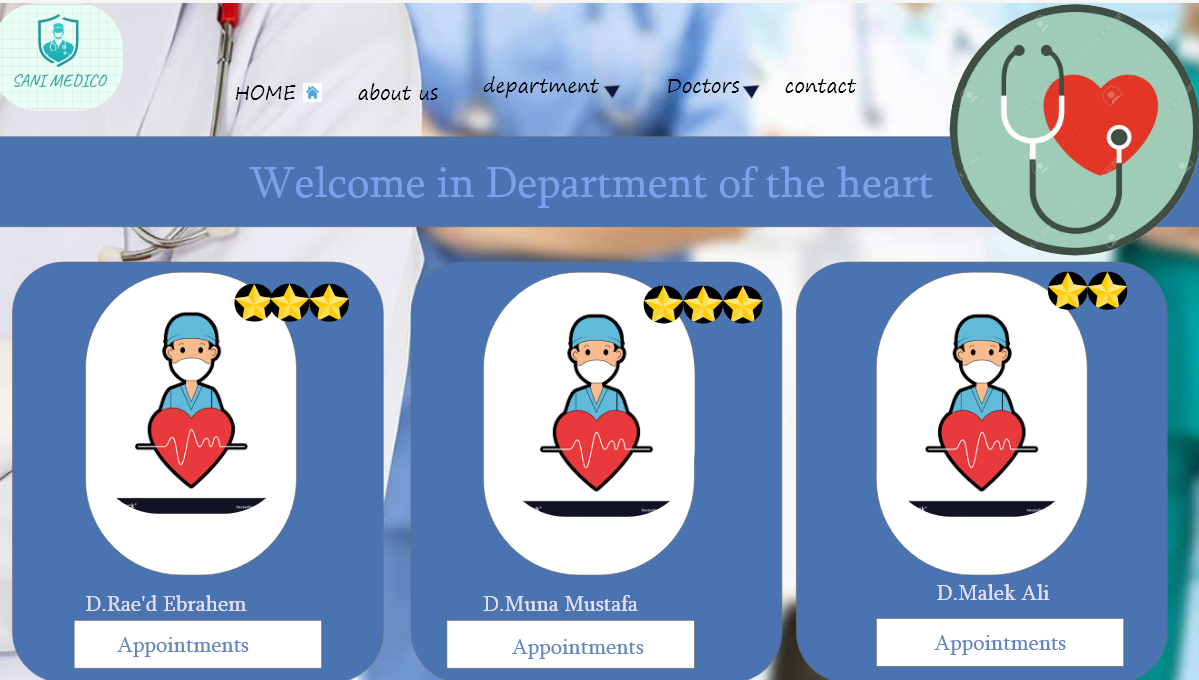 SANI MEDICO
HOME about us department Doctors contact
Welcome in Department of the heart
D.Rae'd Ebrahem
D.Muna Mustafa
D.Malek Ali
Appointments
Appointments
Appointments